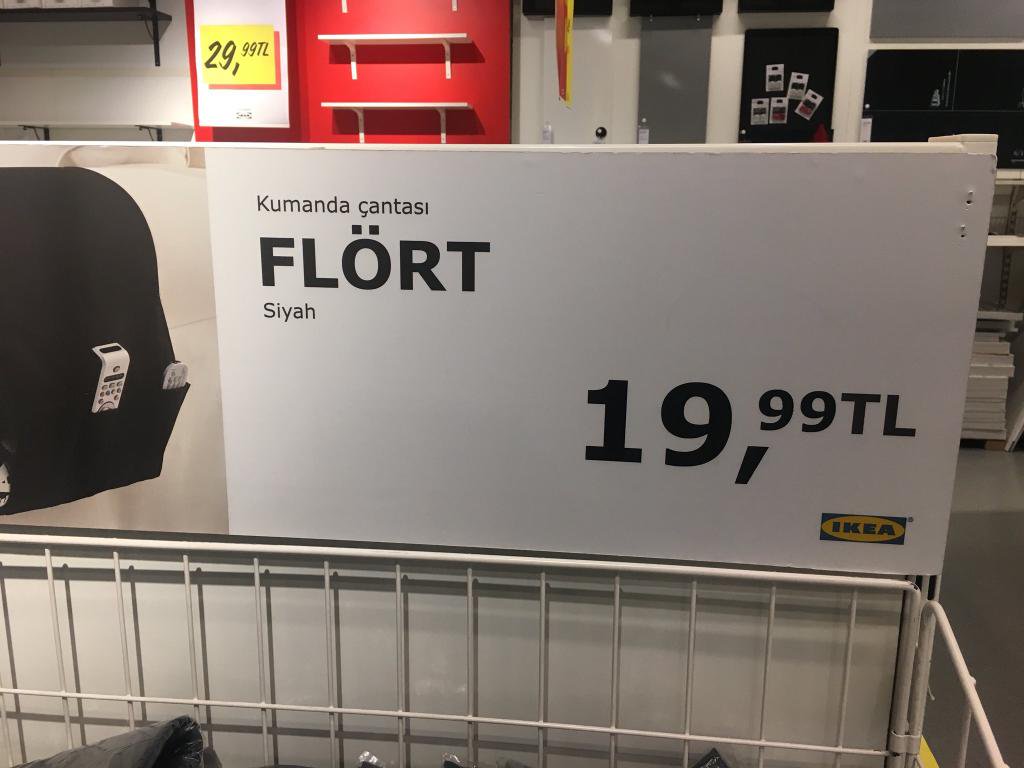 29,99TL
Kumanda çantası
FLÖRT
Siyah
19,99TL
IKEA